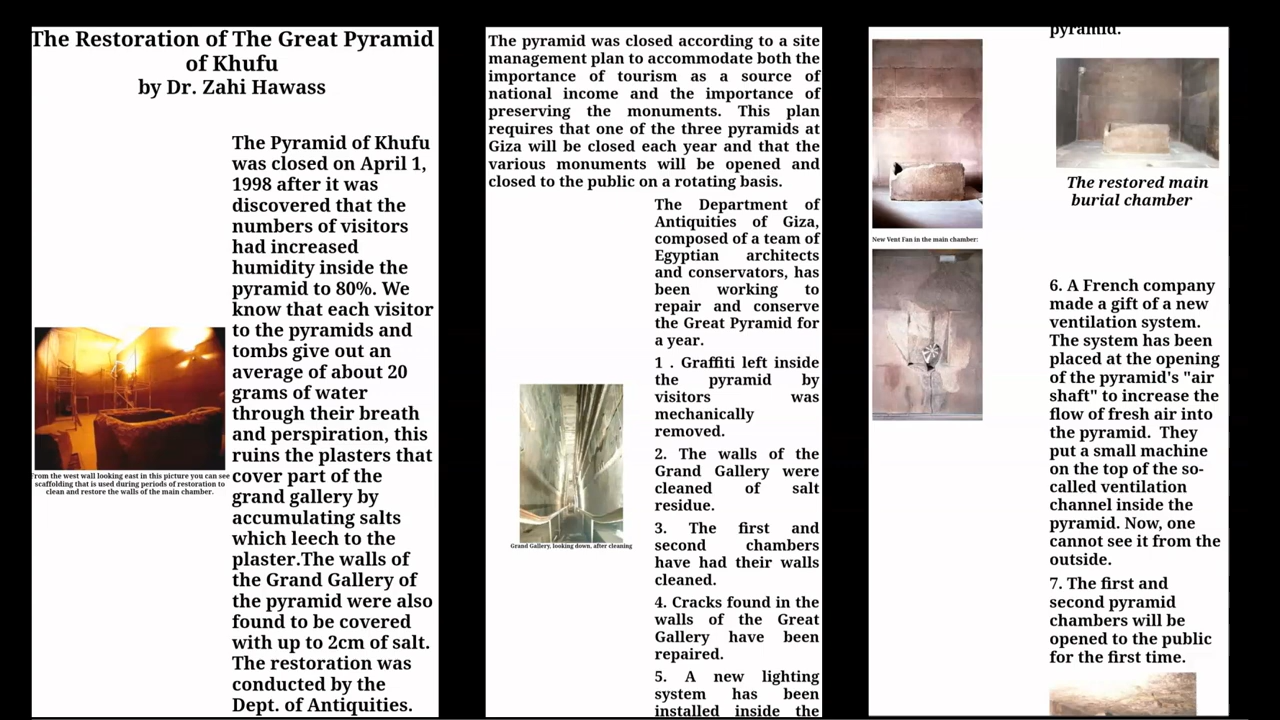 The Restoration of The Great Pyramid
of Khufu
by Dr. Zahi Hawass
The Pyramid of Khufu
was closed on April 1,
1998 after it was
discovered that the
numbers of visitors
had increased
humidity inside the
pyramid to 80%. We
know that each visitor
to the pyramids and
tombs give out an
average of about 20
grams of water
through their breath
and perspiration, this
ruins the plasters that
cover part of the
grand gallery by
accumulating salts
which leech to the
plaster.The walls of
the Grand Gallery of
the pyramid were also
found to be covered
with up to 2cm of salt.
The restoration was
conducted by the
Dept. of Antiquities.
From the west wall looking east in this picture you can see
scaffolding that is used during periods of restoration to
clean and restore the walls of the main chamber.
The pyramid was closed according to a site
management plan to accommodate both the
importance of tourism as a source of
national income and the importance of
preserving the monuments. This plan
requires that one of the three pyramids at
Giza will be closed each year and that the
various monuments will be opened and
closed to the public on a rotating basis.
The Department of
Antiquities of Giza,
composed of a team of
Egyptian architects
and conservators, has
been working to
repair and conserve
the Great Pyramid for
a year.
1 . Graffiti left inside
the pyramid by
visitors was
mechanically
removed.
2. The walls of the
Grand Gallery were
cleaned of salt
residue.
3. The first and
second chambers
have had their walls
cleaned.
4. Cracks found in the
walls of the Great
Gallery have been
repaired.
5. A new lighting
system has been
installed inside the
Grand Gallery, looking down, after cleaning
pyramid.
New Vent Fan in the main chamber:
The restored main
burial chamber
6. A French company
made a gift of a new
ventilation system.
The system has been
placed at the opening
of the pyramid's "air
shaft" to increase the
flow of fresh air into
the pyramid. They
put a small machine
on the top of the so-
called ventilation
channel inside the
pyramid. Now, one
cannot see it from the
outside.
7. The first and
second pyramid
chambers will be
opened to the public
for the first time.